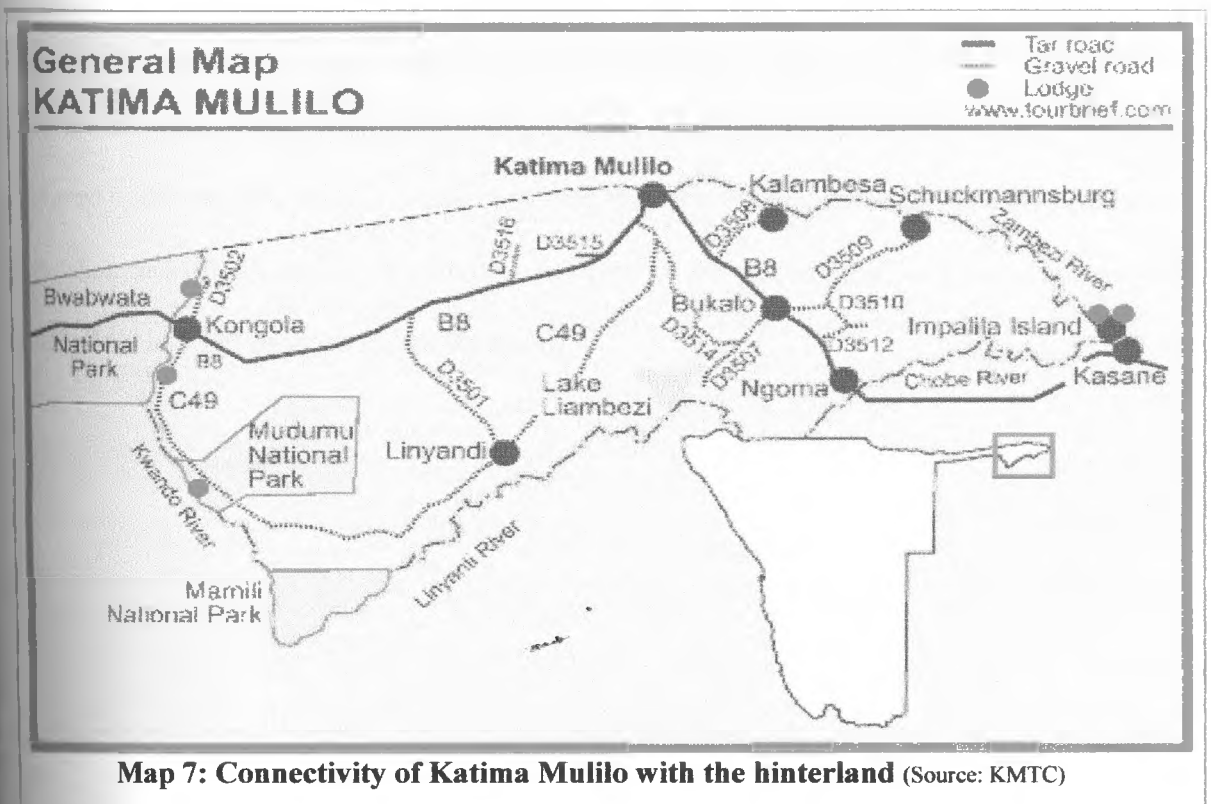 General Map
KATIMA MULILO
Tar roac
Gravel road
Lodge
www.tourbrief.com
Katima Mulilo
Kalambesa
Schuckmannsburg
Zambezi River
D3508
D3509
D3502
D3518
D3515
B8
Bwabwata
National
Park
Kongola
B8
B8
Bukalo
D3510
D3512
Impalila Island
C49
D3514
D3507
Ngoma
Chobe River
Kasane
C49
D3501
Lake
Liambezi
Mudumu
National
Park
Linyandi
Kwando River
Linyanti River
Mamili
National Park
Map 7: Connectivity of Katima Mulilo with the hinterland (Source: KMTC)